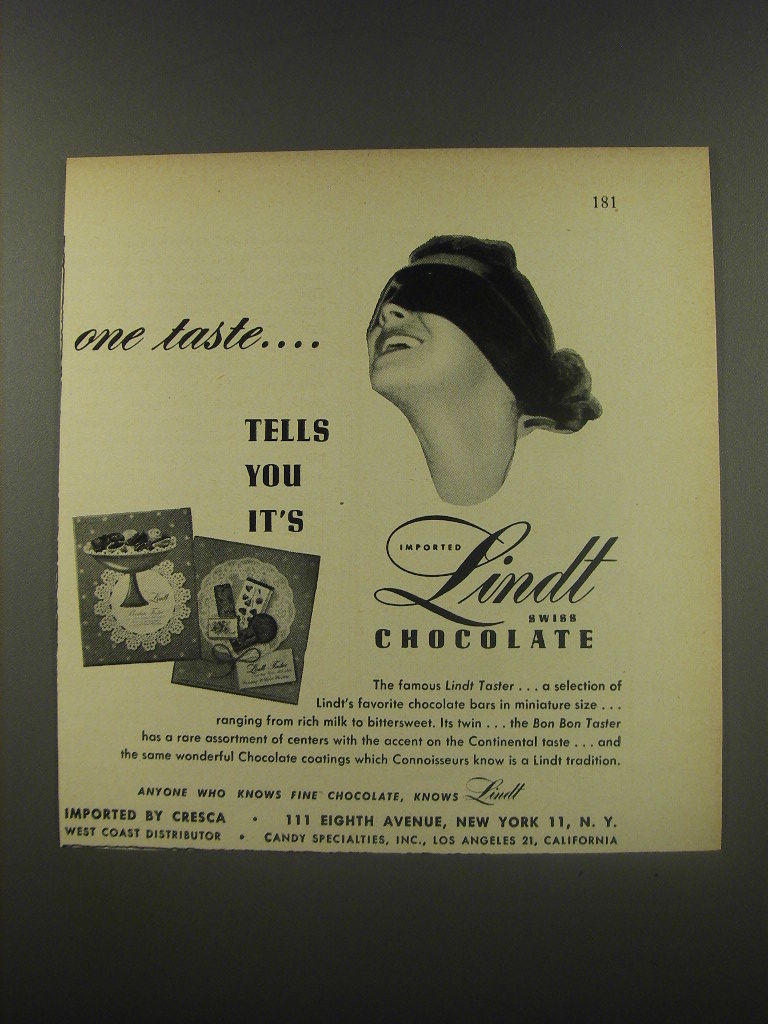 181
one taste....
TELLS
YOU
IT'S
IMPORTED
Lindt
SWISS
CHOCOLATE
Lindt
Lindt Taster
The famous Lindt Taster . . . a selection of
Lindt's favorite chocolate bars in miniature size . . .
ranging from rich milk to bittersweet. Its twin . . . the Bon Bon Taster
has a rare assortment of centers with the accent on the Continental taste . . . and
the same wonderful Chocolate coatings which Connoisseurs know is a Lindt tradition.
ANYONE WHO KNOWS FINE CHOCOLATE, KNOWS Lindt
IMPORTED BY CRESCA • 111 EIGHTH AVENUE, NEW YORK 11, N. Y.
WEST COAST DISTRIBUTOR • CANDY SPECIALTIES, INC., LOS ANGELES 21, CALIFORNIA